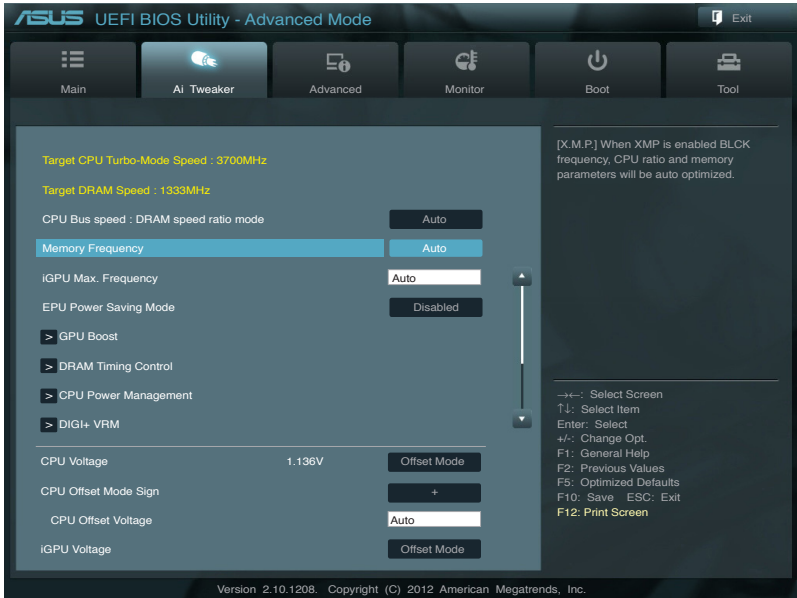 ASUS UEFI BIOS Utility - Advanced Mode
Exit
Main
Ai Tweaker
Advanced
Monitor
Boot
Tool
Target CPU Turbo-Mode Speed : 3700MHz
Target DRAM Speed : 1333MHz
CPU Bus speed : DRAM speed ratio mode Auto
Memory Frequency Auto
iGPU Max. Frequency Auto
EPU Power Saving Mode Disabled
> GPU Boost
> DRAM Timing Control
> CPU Power Management
> DIGI+ VRM
CPU Voltage 1.136V Offset Mode
CPU Offset Mode Sign +
CPU Offset Voltage Auto
iGPU Voltage Offset Mode
[X.M.P.] When XMP is enabled BLCK
frequency, CPU ratio and memory
parameters will be auto optimized.
→←: Select Screen
↑↓: Select Item
Enter: Select
+/-: Change Opt.
F1: General Help
F2: Previous Values
F5: Optimized Defaults
F10: Save ESC: Exit
F12: Print Screen
Version 2.10.1208. Copyright (C) 2012 American Megatrends, Inc.